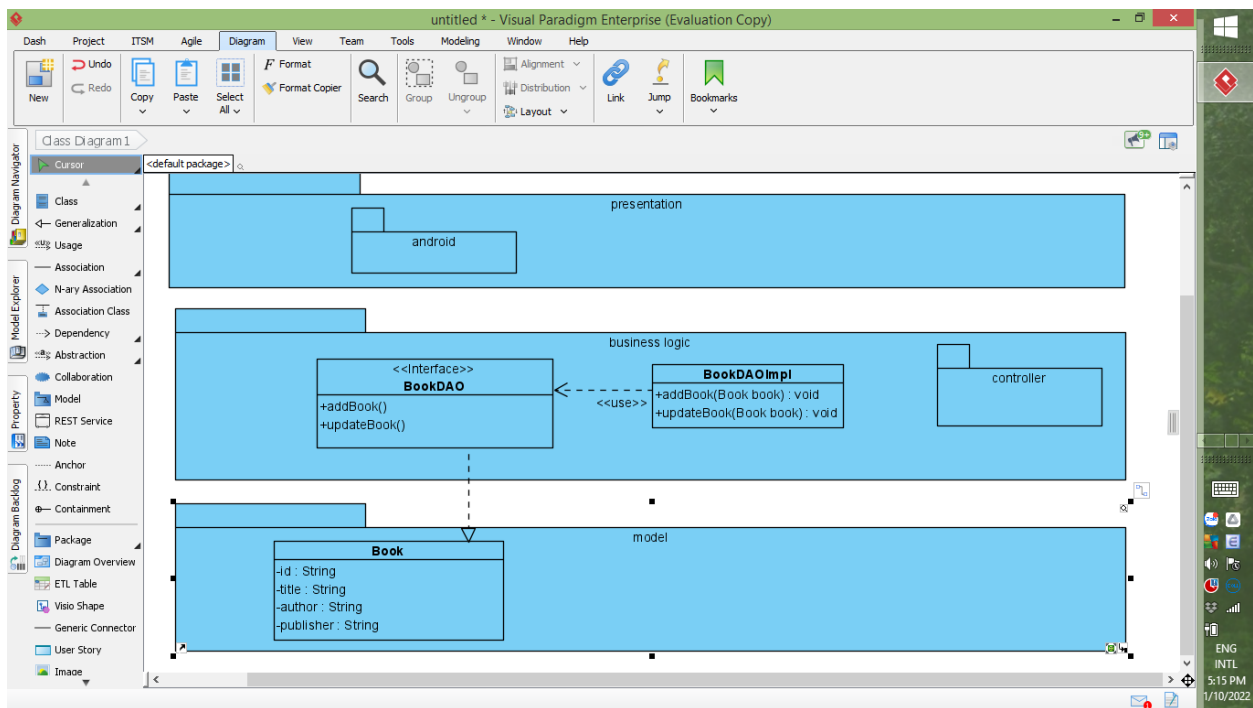 untitled * - Visual Paradigm Enterprise (Evaluation Copy)
Dash Project ITSM Agile Diagram View Team Tools Modeling Window Help
New
Undo
Redo
Copy
Paste
Select All
F Format
Format Copier
Search
Group
Ungroup
Alignment
Distribution
Layout
Link
Jump
Bookmarks
Class Diagram1
9+
Diagram Navigator
Model Explorer
Property
Diagram Backlog
Cursor
Class
Generalization
Usage
Association
N-ary Association
Association Class
Dependency
Abstraction
Collaboration
Model
REST Service
Note
Anchor
Constraint
Containment
Package
Diagram Overview
ETL Table
Visio Shape
Generic Connector
User Story
Image
<default package>
presentation
android
business logic
<<Interface>>
BookDAO
+addBook()
+updateBook()
<<use>>
BookDAOImpl
+addBook(Book book) : void
+updateBook(Book book) : void
controller
model
Book
-id : String
-title : String
-author : String
-publisher : String
ENG
INTL
5:15 PM
1/10/2022